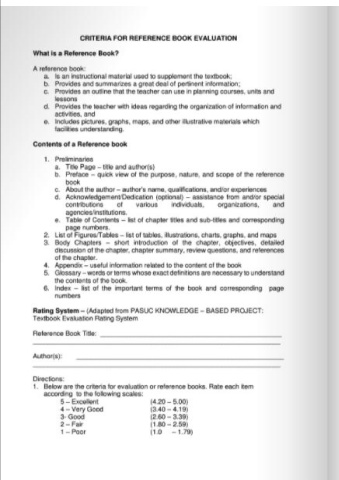 CRITERIA FOR REFERENCE BOOK EVALUATION
What is a Reference Book?
A reference book:
a. Is an instructional material used to supplement the textbook;
b. Provides and summarizes a great deal of pertinent information;
c. Provides an outline that the teacher can use in planning courses, units and
lessons
d. Provides the teacher with ideas regarding the organization of information and
activities, and
e. Includes pictures, graphs, maps, and other illustrative materials which
facilities understanding.
Contents of a Reference book
1. Preliminaries
a. Title Page – title and author(s)
b. Preface – quick view of the purpose, nature, and scope of the reference
book
c. About the author – author's name, qualifications, and/or experiences
d. Acknowledgement/Dedication (optional) – assistance from and/or special
contributions of various individuals, organizations, and
agencies/institutions.
e. Table of Contents – list of chapter titles and sub-titles and corresponding
page numbers.
2. List of Figures/Tables – list of tables, illustrations, charts, graphs, and maps
3. Body Chapters – short introduction of the chapter, objectives, detailed
discussion of the chapter, chapter summary, review questions, and references
of the chapter.
4. Appendix – useful information related to the content of the book
5. Glossary – words or terms whose exact definitions are necessary to understand
the contents of the book.
6. Index – list of the important terms of the book and corresponding page
numbers
Rating System – (Adapted from PASUC KNOWLEDGE – BASED PROJECT:
Textbook Evaluation Rating System
Reference Book Title:
Author(s):
Directions:
1. Below are the criteria for evaluation or reference books. Rate each item
according to the following scales:
5 – Excellent (4.20 – 5.00)
4 – Very Good (3.40 – 4.19)
3- Good (2.60 – 3.39)
2 – Fair (1.80 – 2.59)
1 – Poor (1.0 – 1.79)